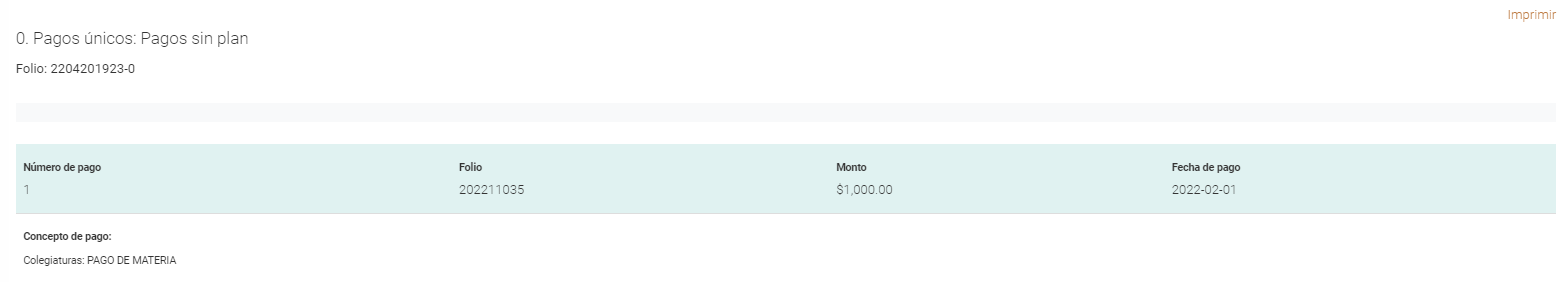 Imprimir
0. Pagos únicos: Pagos sin plan
Folio: 2204201923-0
Número de pago Folio Monto Fecha de pago
1 202211035 $1,000.00 2022-02-01
Concepto de pago:
Colegiaturas: PAGO DE MATERIA